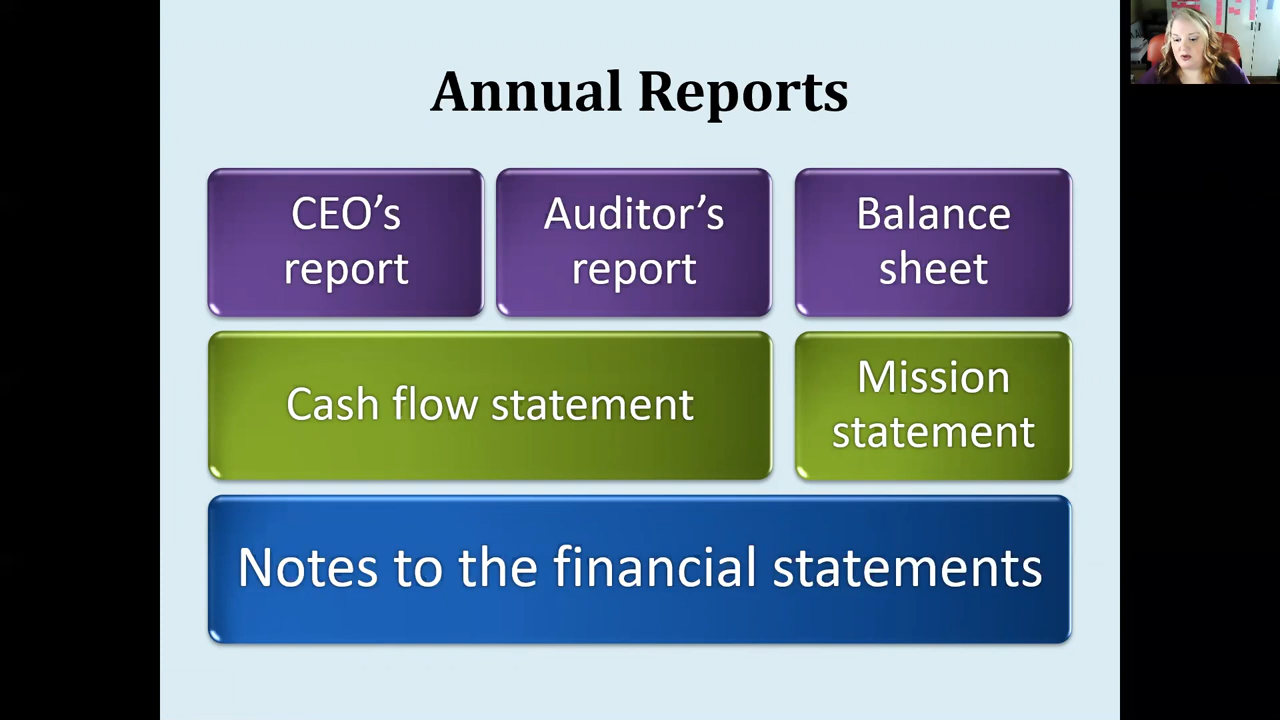 Annual Reports
CEO’s
report
Auditor’s
report
Balance
sheet
Cash flow statement
Mission
statement
Notes to the financial statements